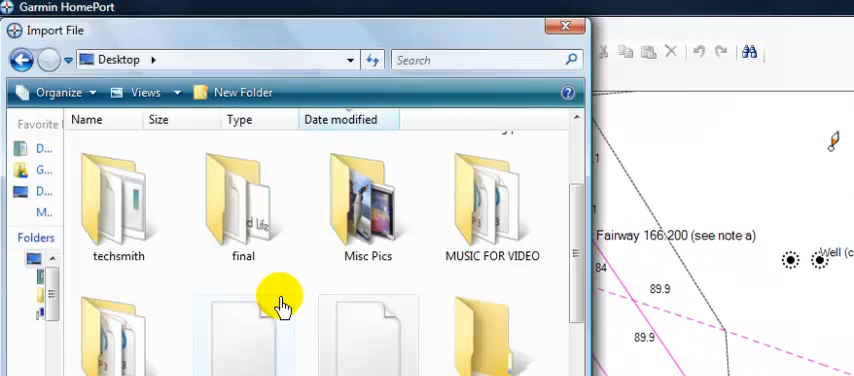 Garmin HomePort
Import File
Desktop
Search
Organize
Views
New Folder
Favorite
Name
Size
Type
Date modified
D...
G...
D...
M..
Folders
techsmith
final
Misc Pics
MUSIC FOR VIDEO
d Life
Fairway 166.200 (see note a)
Well (c
84
89.9
89.9